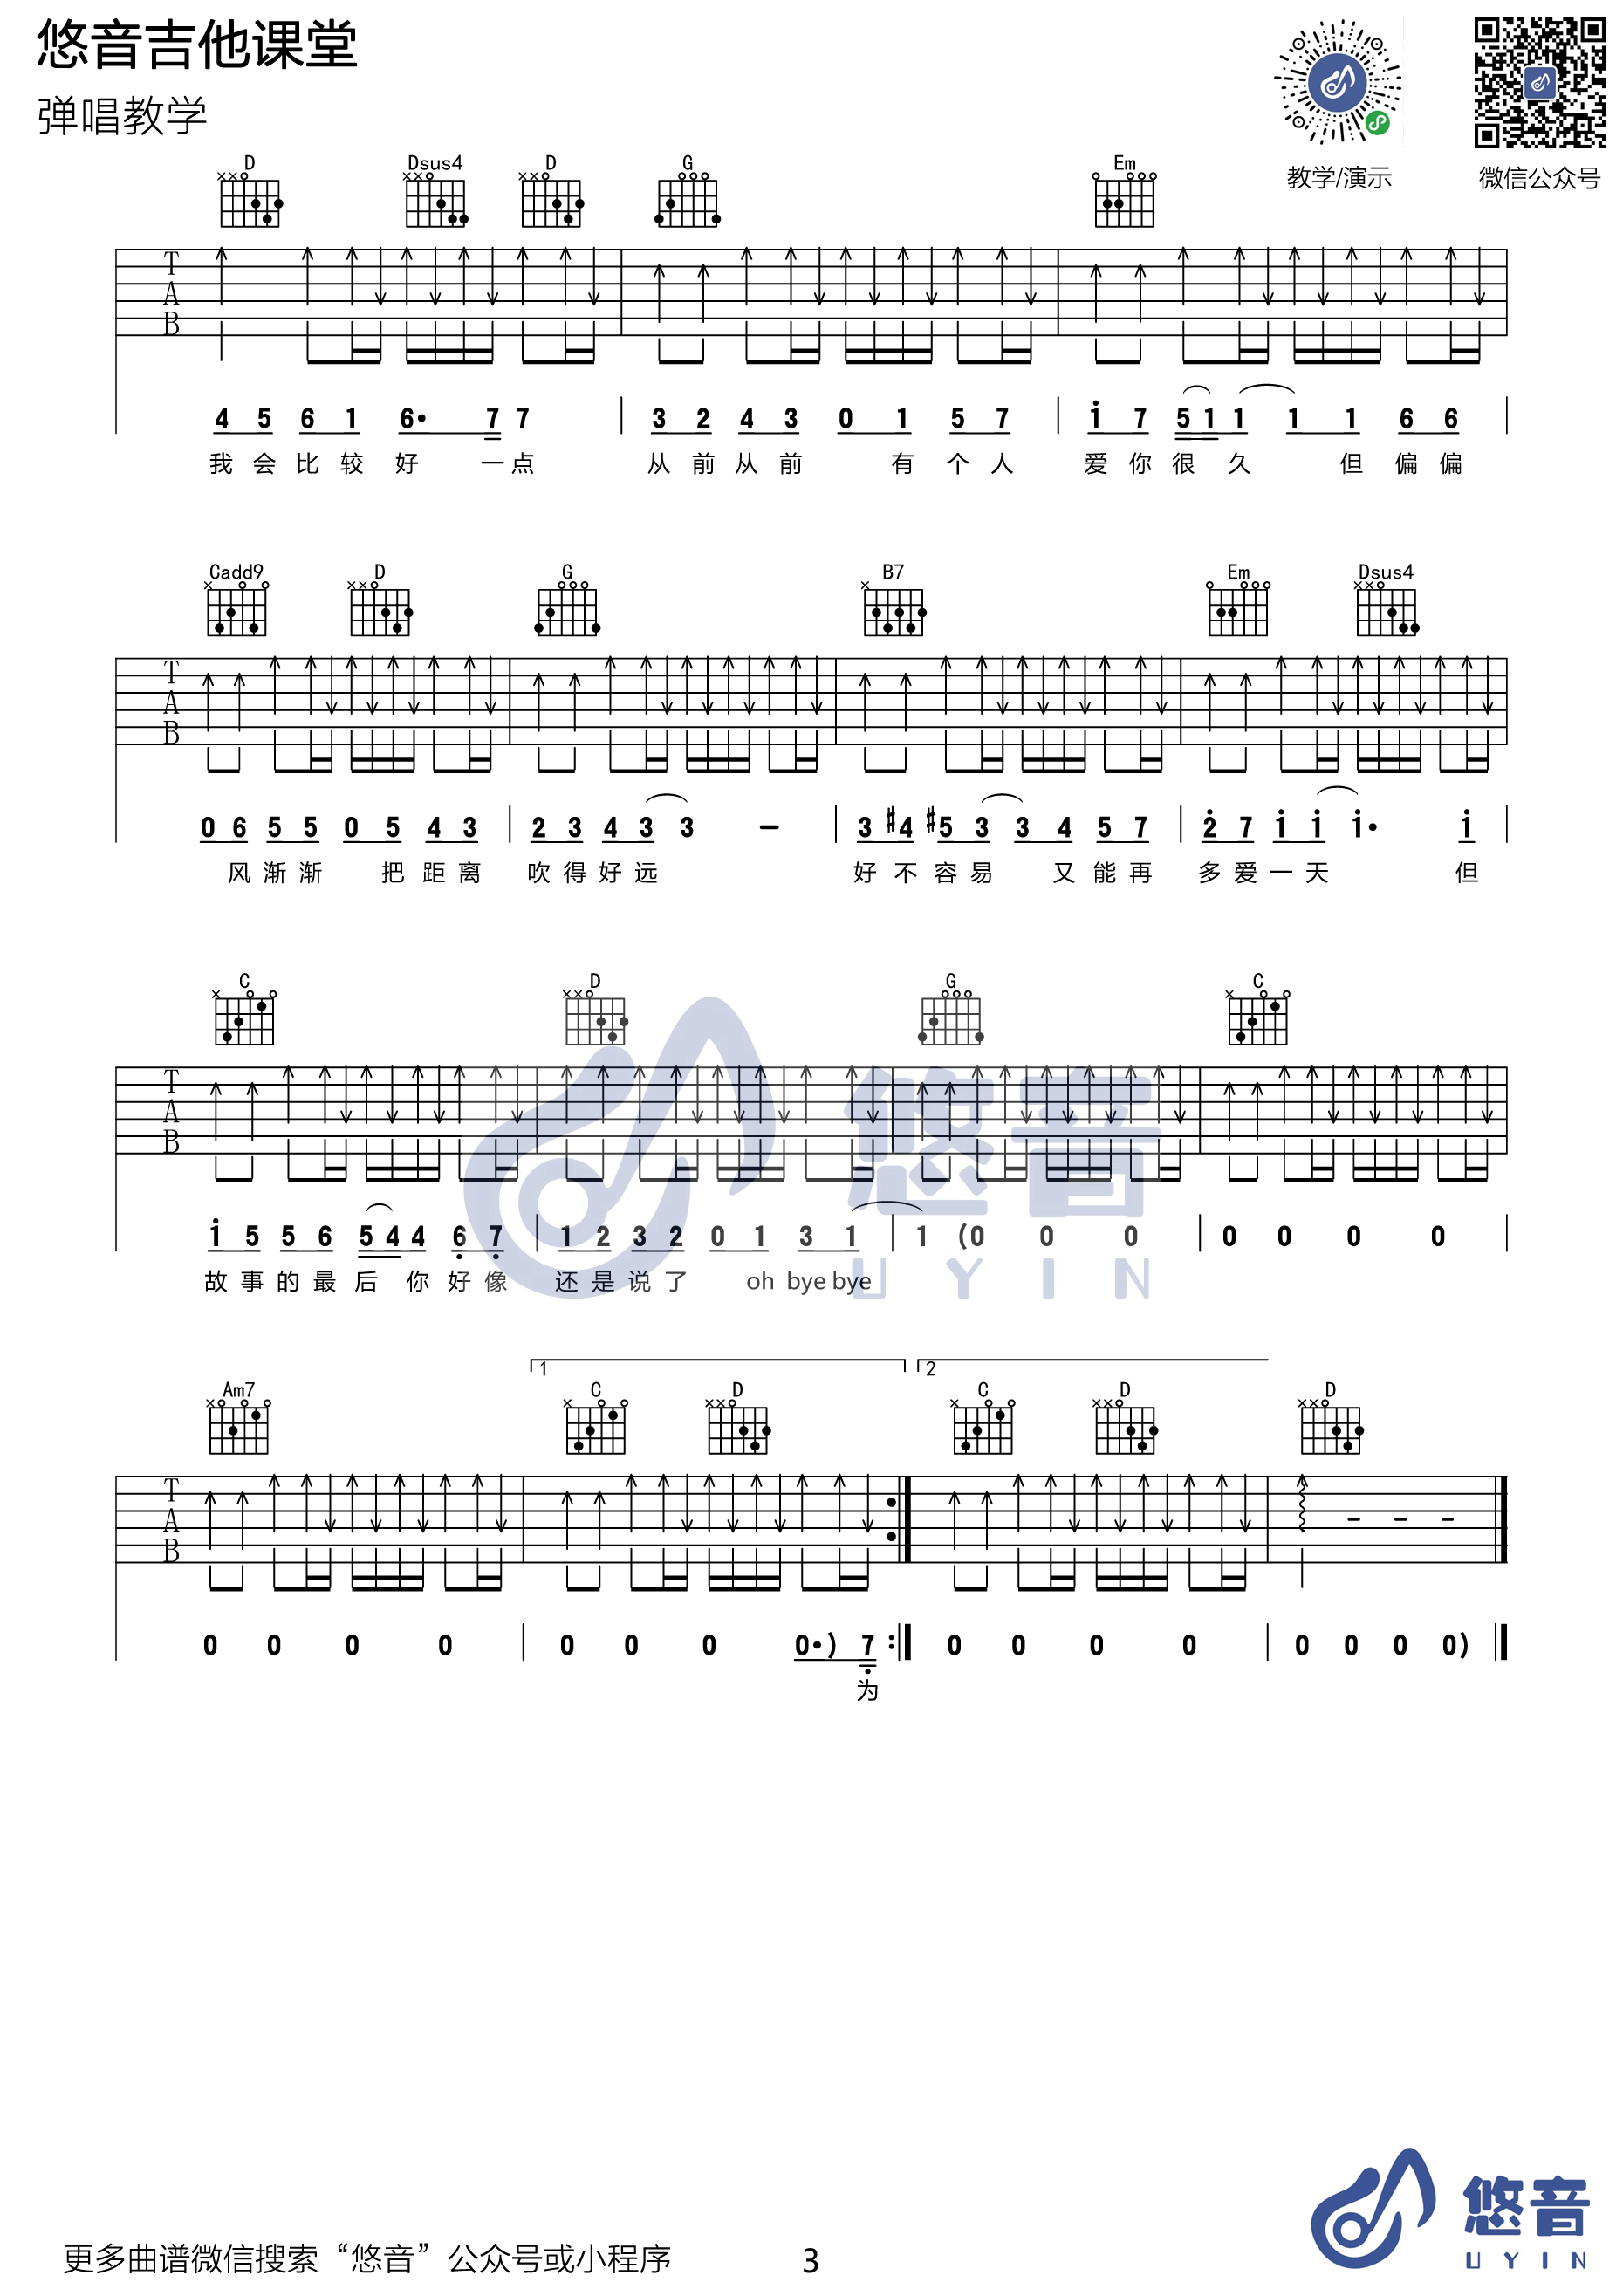 悠音吉他课堂
弹唱教学
教学/演示
微信公众号
D Dsus4 D G Em
T
A
B
4 5 6 1 6· 7 7 | 3 2 4 3 0 1 5 7 | 1 7 5 1 1 1 1 6 6 |
我 会 比 较 好 一 点 从 前 从 前 有 个 人 爱 你 很 久 但 偏 偏
Cadd9 D G B7 Em Dsus4
T
A
B
0 6 5 5 0 5 4 3 | 2 3 4 3 3 - | 3 #4 #5 3 3 4 5 7 | 2 7 1 1 1· 1 |
风 渐 渐 把 距 离 吹 得 好 远 好 不 容 易 又 能 再 多 爱 一 天 但
C D G C
T
A
B
1 5 5 6 5 4 4 6 7 | 1 2 3 2 0 1 3 1 | 1 (0 0 0 | 0 0 0 0 |
故 事 的 最 后 你 好 像 还 是 说 了 oh bye bye
悠音
UYIN
1 2
Am7 C D C D D
T
A
B
0 0 0 0 | 0 0 0 0·) 7 :| 0 0 0 0 | 0 0 0 0) ‖
为
更多曲谱微信搜索“悠音”公众号或小程序
3
悠音
UYIN